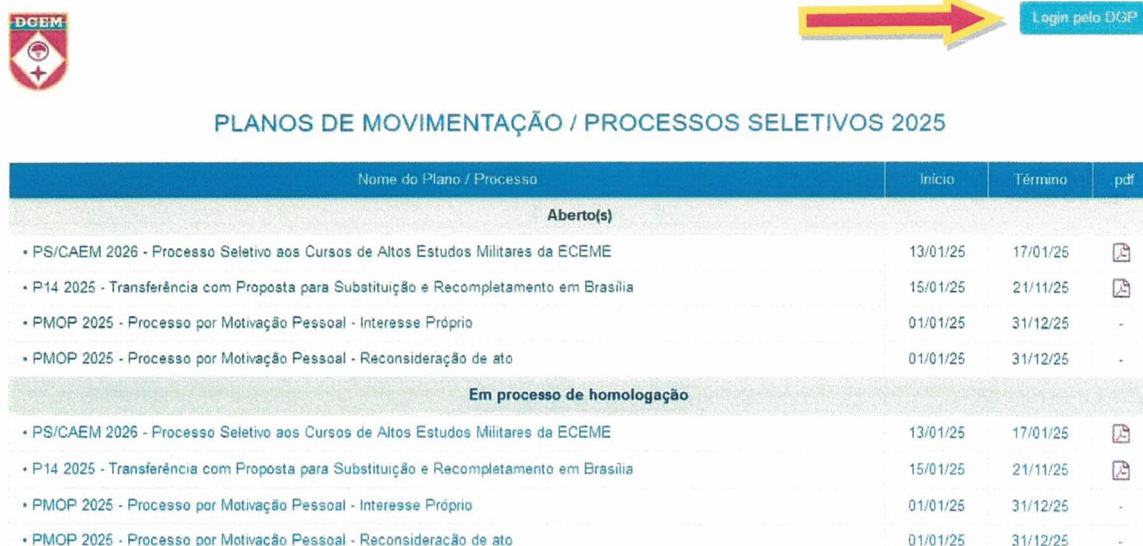 DCEM
Login pelo DGP
PLANOS DE MOVIMENTAÇÃO / PROCESSOS SELETIVOS 2025
Nome do Plano / Processo Início Término .pdf
Aberto(s)
• PS/CAEM 2026 - Processo Seletivo aos Cursos de Altos Estudos Militares da ECEME 13/01/25 17/01/25
• P14 2025 - Transferência com Proposta para Substituição e Recompletamento em Brasília 15/01/25 21/11/25
• PMOP 2025 - Processo por Motivação Pessoal - Interesse Próprio 01/01/25 31/12/25 -
• PMOP 2025 - Processo por Motivação Pessoal - Reconsideração de ato 01/01/25 31/12/25 -
Em processo de homologação
• PS/CAEM 2026 - Processo Seletivo aos Cursos de Altos Estudos Militares da ECEME 13/01/25 17/01/25
• P14 2025 - Transferência com Proposta para Substituição e Recompletamento em Brasília 15/01/25 21/11/25
• PMOP 2025 - Processo por Motivação Pessoal - Interesse Próprio 01/01/25 31/12/25 -
• PMOP 2025 - Processo por Motivação Pessoal - Reconsideração de ato 01/01/25 31/12/25 -